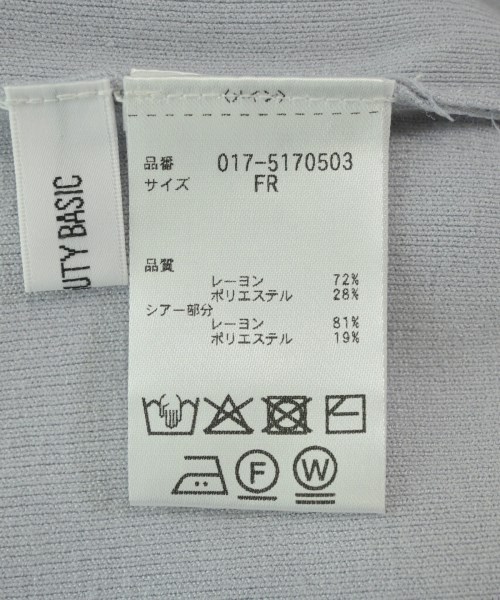 〈メイン〉
品番 017-5170503
サイズ FR
品質
レーヨン 72%
ポリエステル 28%
シアー部分
レーヨン 81%
ポリエステル 19%
F W
UTY BASIC